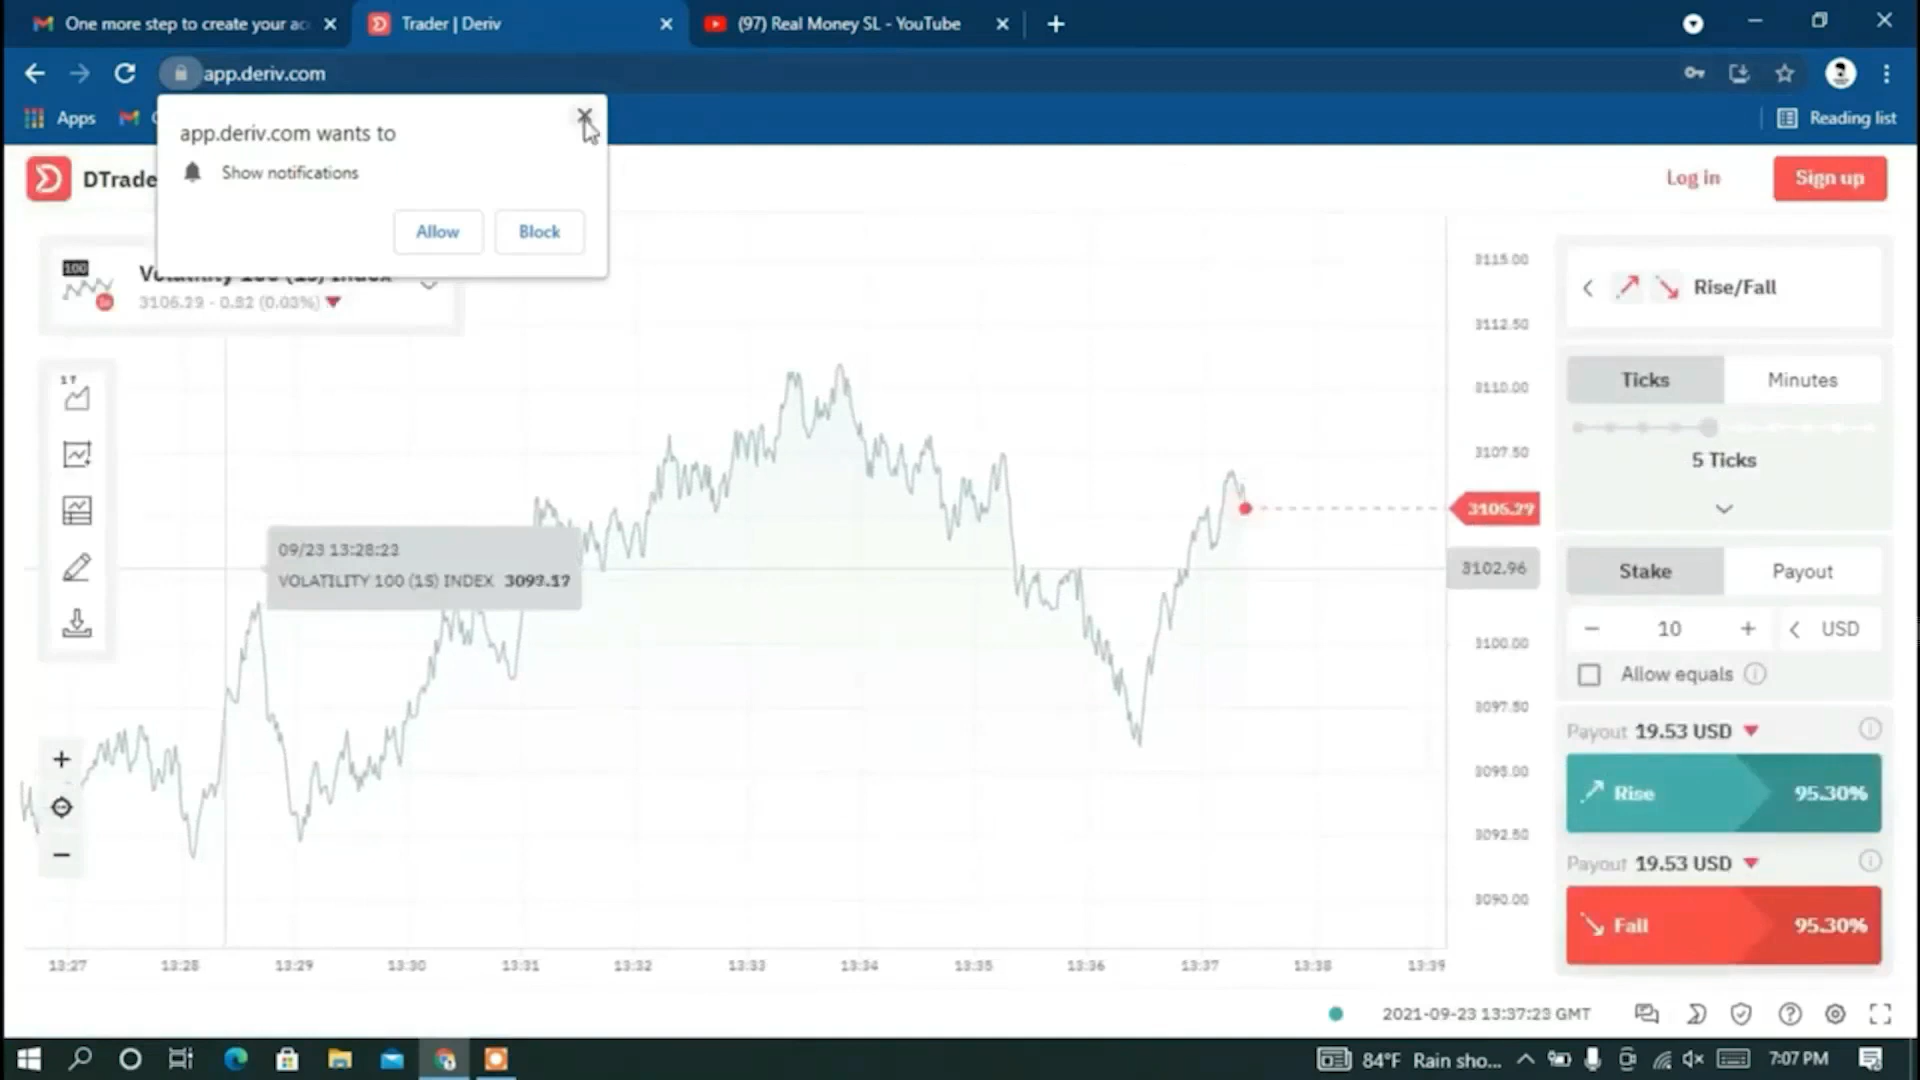 One more step to create your ac
Trader | Deriv
(97) Real Money SL - YouTube
app.deriv.com
Apps
Reading list
app.deriv.com wants to
Show notifications
Allow
Block
DTrade
Log in
Sign up
100
Volatility 100 (1s) Index
3106.29 - 0.82 (0.03%)
1T
09/23 13:28:23
VOLATILITY 100 (1S) INDEX 3093.17
3115.00
3112.50
3110.00
3107.50
3106.29
3102.96
3100.00
3097.50
3095.00
3092.50
3090.00
13:27
13:28
13:29
13:30
13:31
13:32
13:33
13:34
13:35
13:36
13:37
13:38
13:39
Rise/Fall
Ticks
Minutes
5 Ticks
Stake
Payout
− 10 +
USD
Allow equals
Payout 19.53 USD
Rise 95.30%
Payout 19.53 USD
Fall 95.30%
2021-09-23 13:37:23 GMT
84°F Rain sho...
7:07 PM